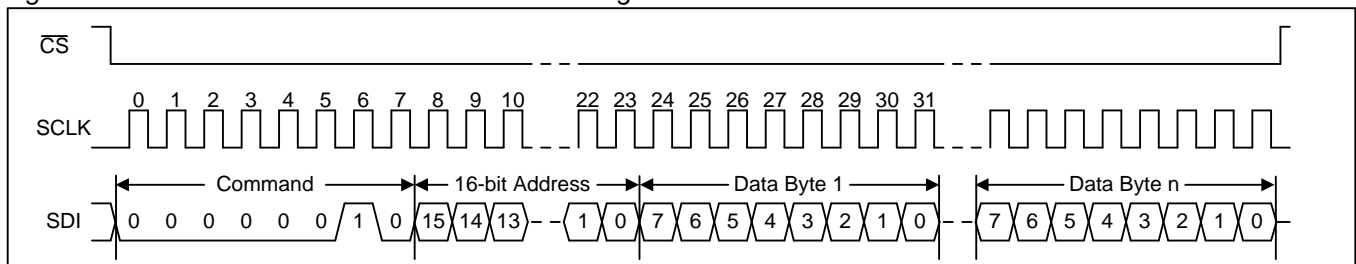 CS
0 1 2 3 4 5 6 7 8 9 10 22 23 24 25 26 27 28 29 30 31
SCLK
Command 16-bit Address Data Byte 1 Data Byte n
SDI 0 0 0 0 0 0 1 0 15 14 13 1 0 7 6 5 4 3 2 1 0 7 6 5 4 3 2 1 0